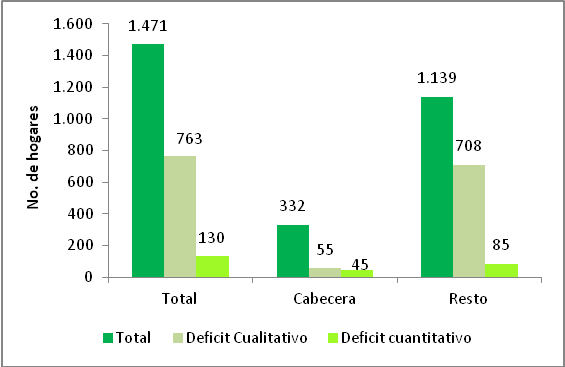 No. de hogares
1.600
1.400
1.200
1.000
800
600
400
200
0
1.471
763
130
332
55
45
1.139
708
85
Total
Cabecera
Resto
Total
Deficit Cualitativo
Deficit cuantitativo